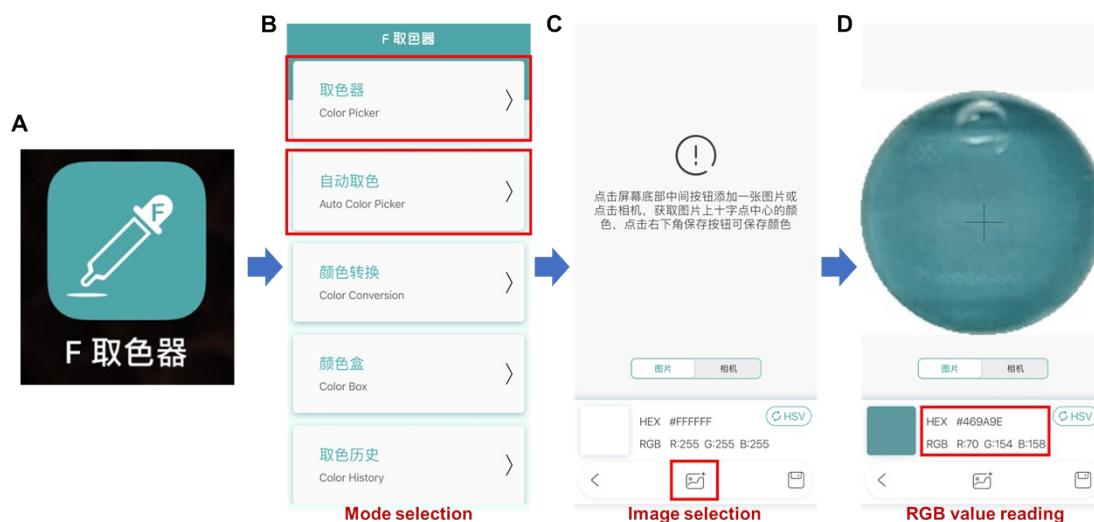 A
F
F 取色器
B
F 取色器
取色器
Color Picker
自动取色
Auto Color Picker
颜色转换
Color Conversion
颜色盒
Color Box
取色历史
Color History
Mode selection
C
点击屏幕底部中间按钮添加一张图片或
点击相机，获取图片上十字点中心的颜
色，点击右下角保存按钮可保存颜色
图片 相机
HEX #FFFFFF
HSV
RGB R:255 G:255 B:255
Image selection
D
图片 相机
HEX #469A9E
HSV
RGB R:70 G:154 B:158
RGB value reading